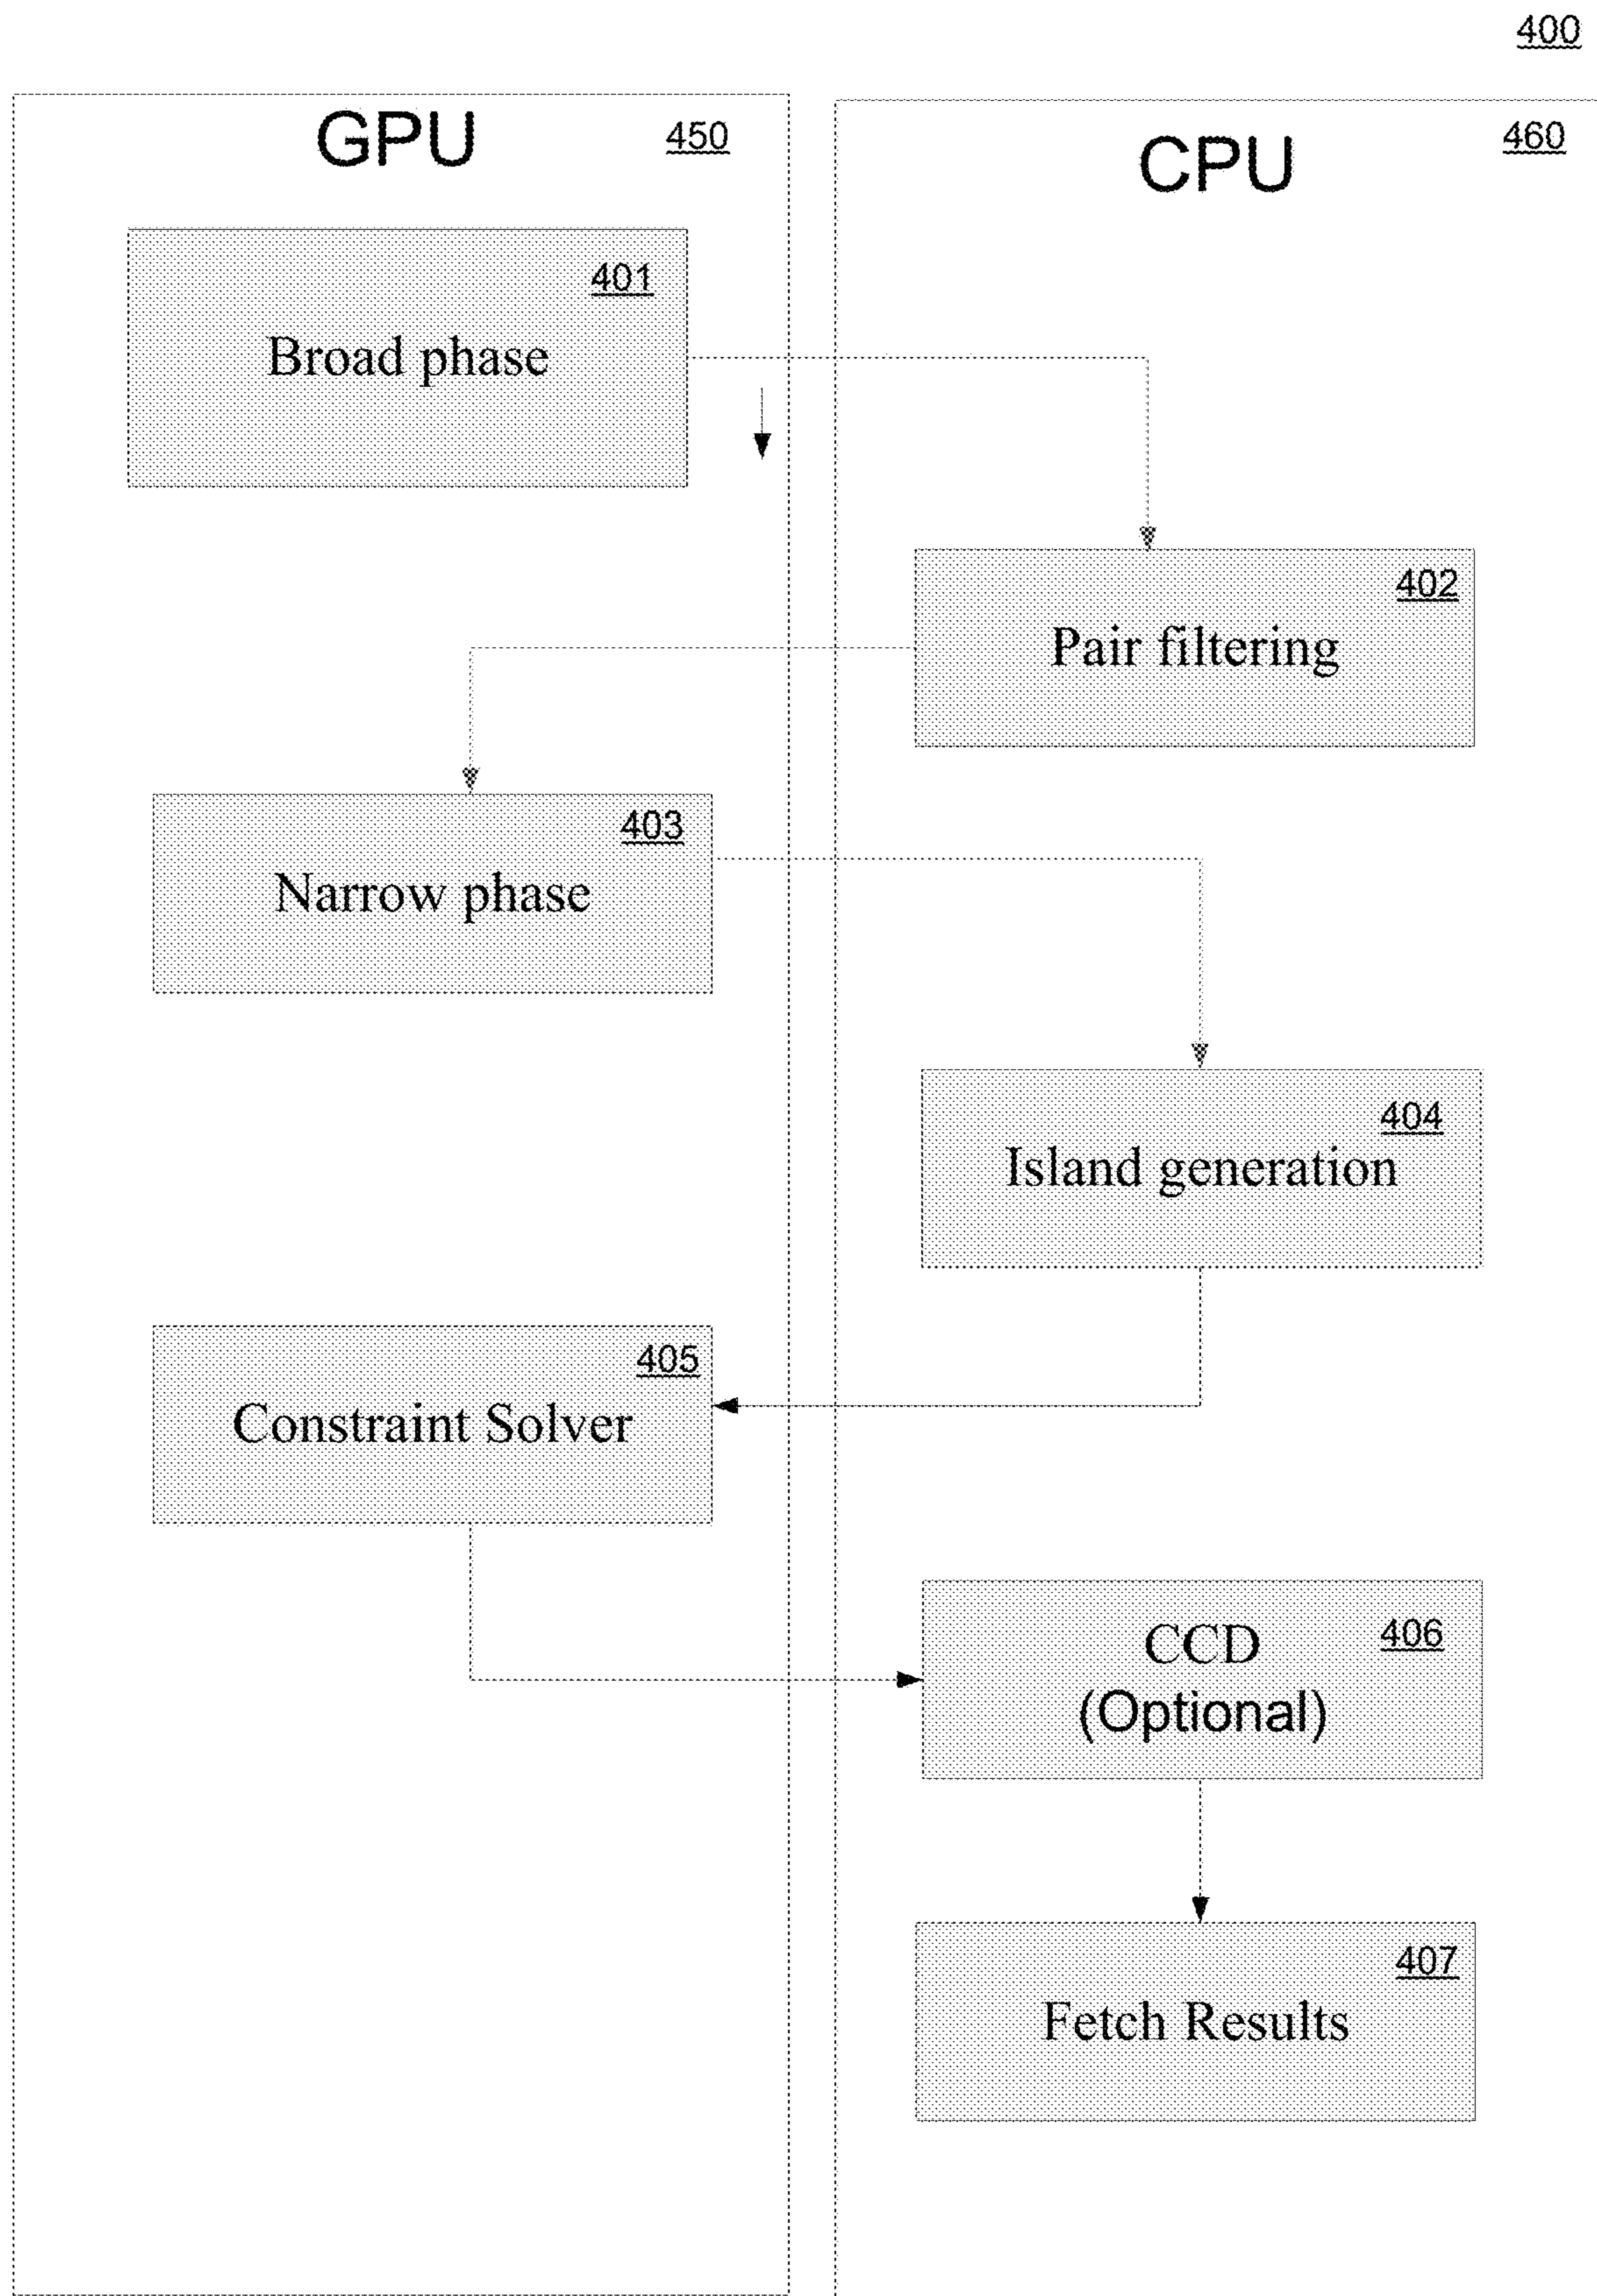 400
GPU
450
CPU
460
401
Broad phase
402
Pair filtering
403
Narrow phase
404
Island generation
405
Constraint Solver
406
CCD
(Optional)
407
Fetch Results